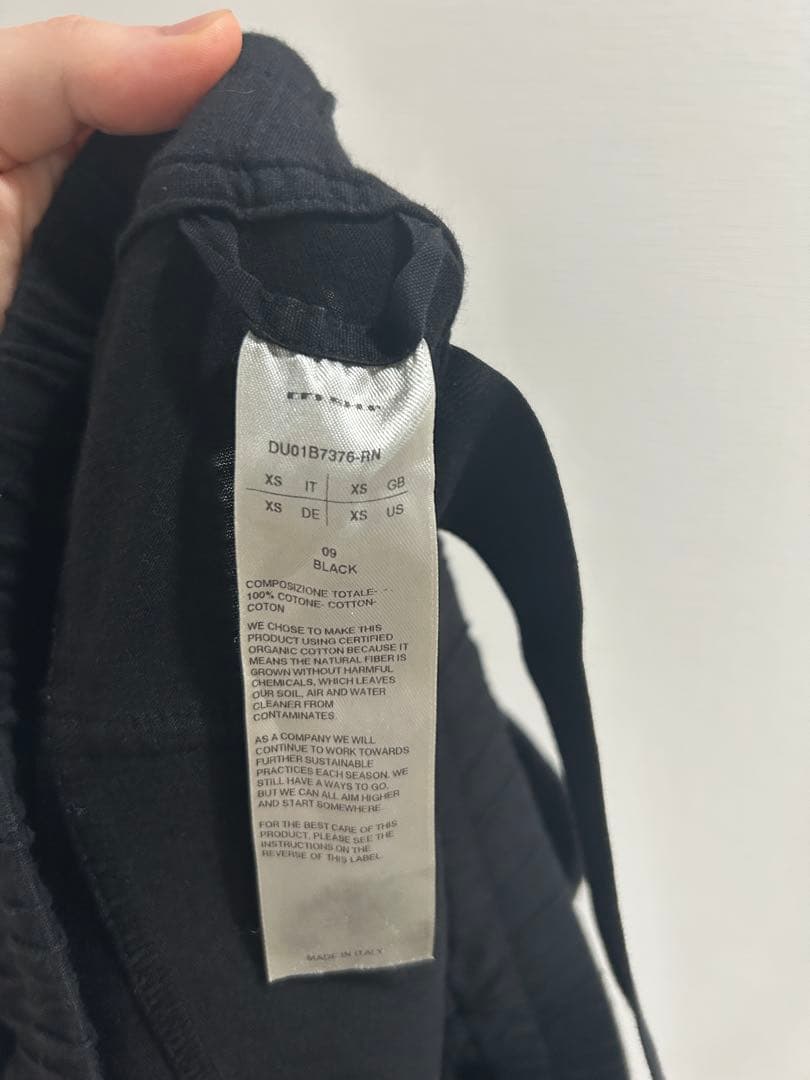 DU01B7376-RN
XS IT XS GB
XS DE XS US
09
BLACK
COMPOSIZIONE TOTALE-
100% COTONE- COTTON-
COTON
WE CHOSE TO MAKE THIS
PRODUCT USING CERTIFIED
ORGANIC COTTON BECAUSE IT
MEANS THE NATURAL FIBER IS
GROWN WITHOUT HARMFUL
CHEMICALS, WHICH LEAVES
OUR SOIL, AIR AND WATER
CLEANER FROM
CONTAMINATES.
AS A COMPANY WE WILL
CONTINUE TO WORK TOWARDS
FURTHER SUSTAINABLE
PRACTICES EACH SEASON. WE
STILL HAVE A WAYS TO GO,
BUT WE CAN ALL AIM HIGHER
AND START SOMEWHERE.
FOR THE BEST CARE OF THIS
PRODUCT, PLEASE SEE THE
INSTRUCTIONS ON THE
REVERSE OF THIS LABEL
MADE IN ITALY